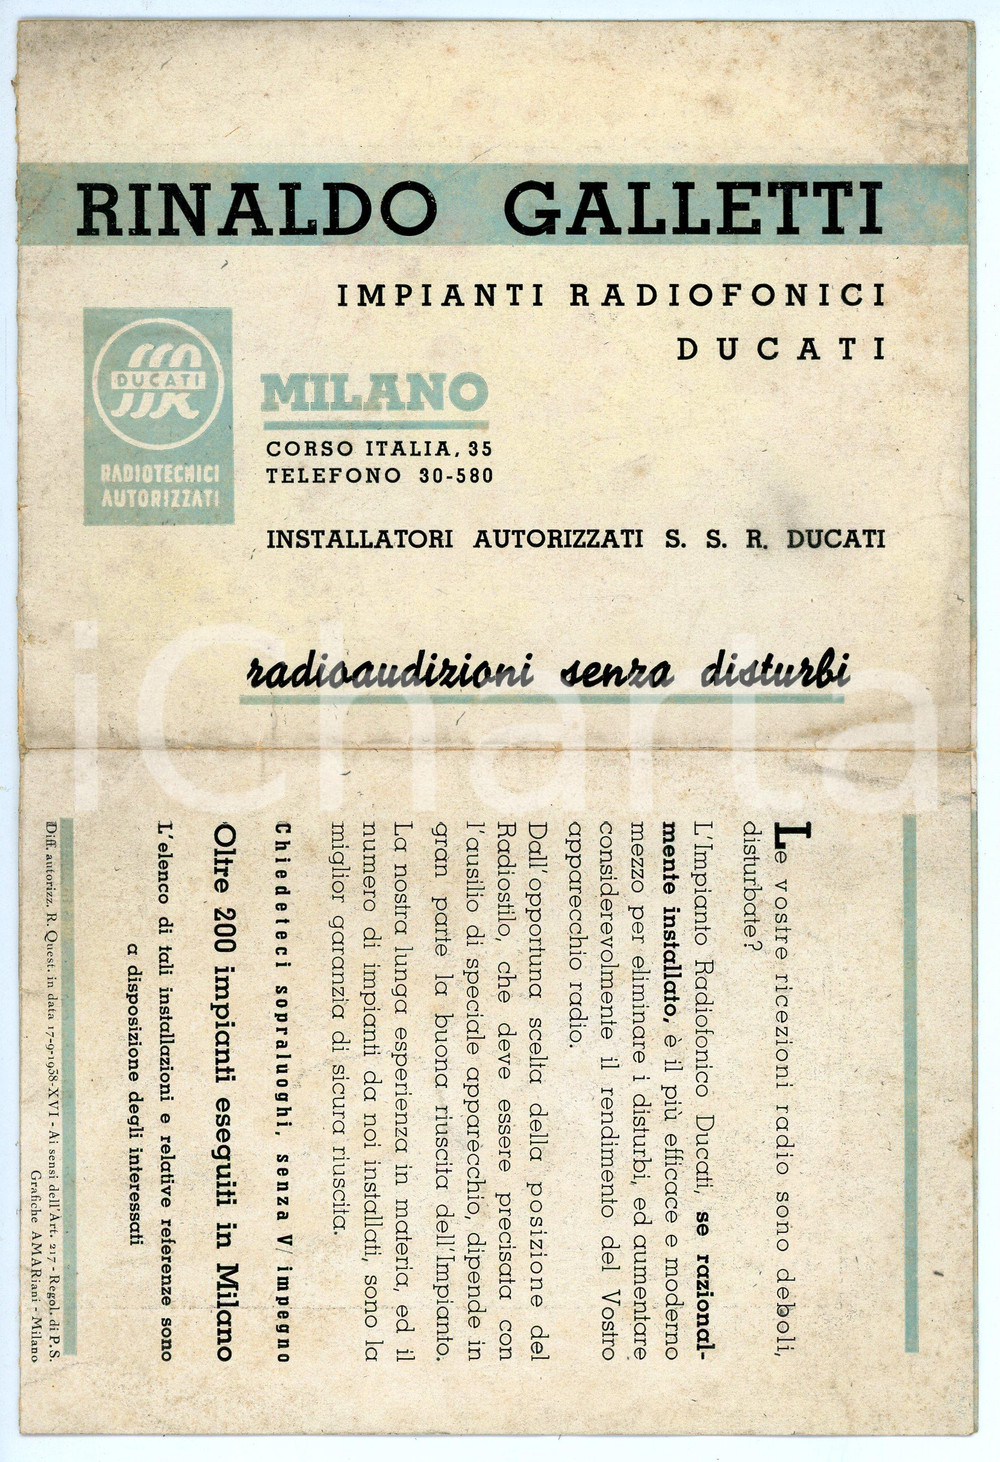 RINALDO GALLETTI
IMPIANTI RADIOFONICI
DUCATI
DUCATI
RADIOTECNICI
AUTORIZZATI
MILANO
CORSO ITALIA, 35
TELEFONO 30-580
INSTALLATORI AUTORIZZATI S. S. R. DUCATI
radioaudizioni senza disturbi
iCharta
Le vostre ricezioni radio sono deboli,
disturbate?
L'Impianto Radiofonico Ducati, se razional-
mente installato, è il più efficace e moderno
mezzo per eliminare i disturbi, ed aumentare
considerevolmente il rendimento del Vostro
apparecchio radio.
Dall'opportuna scelta della posizione del
Radiostilo, che deve essere precisata con
l'ausilio di speciale apparecchio, dipende in
gran parte la buona riuscita dell'Impianto.
La nostra lunga esperienza in materia, ed il
numero di impianti da noi installati, sono la
miglior garanzia di sicura riuscita.
Chiedeteci sopraluoghi, senza V/ impegno
Oltre 200 impianti eseguiti in Milano
L'elenco di tali installazioni e relative referenze sono
a disposizione degli interessati
Diff. autorizz. R. Quest. in data 17-9-1938-XVI - Ai sensi dell'Art. 217 - Regol. di P.S.
Grafiche AMARiani - Milano